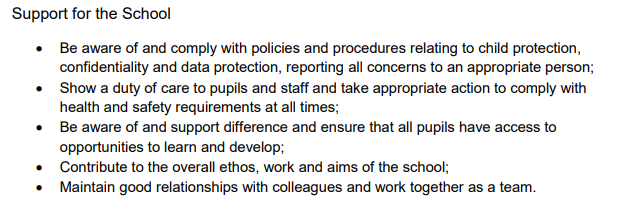 Support for the School
• Be aware of and comply with policies and procedures relating to child protection,
confidentiality and data protection, reporting all concerns to an appropriate person;
• Show a duty of care to pupils and staff and take appropriate action to comply with
health and safety requirements at all times;
• Be aware of and support difference and ensure that all pupils have access to
opportunities to learn and develop;
• Contribute to the overall ethos, work and aims of the school;
• Maintain good relationships with colleagues and work together as a team.